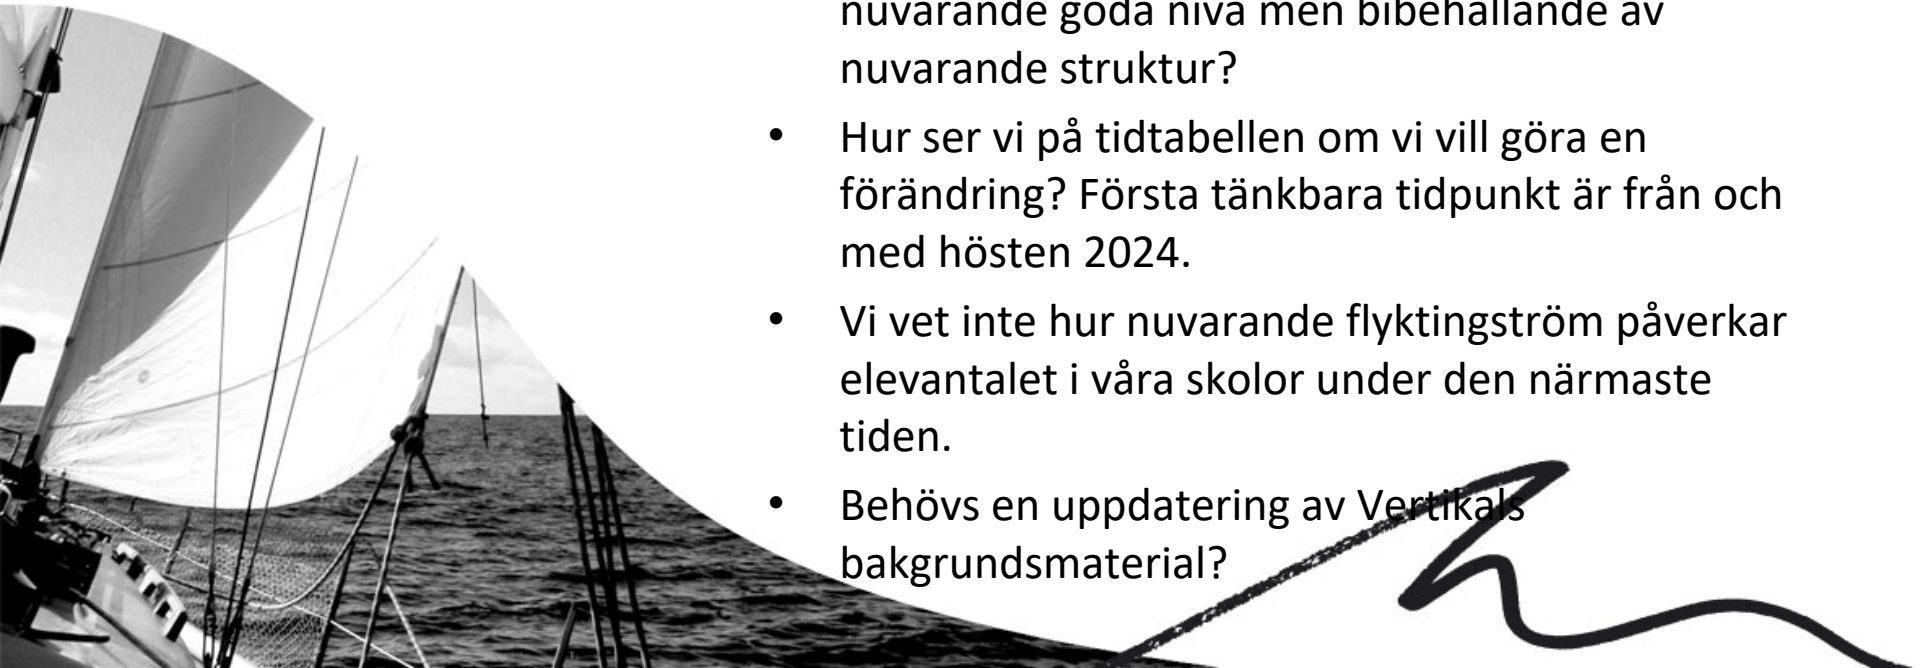 nuvarande goda nivå men bibehållande av
nuvarande struktur?
• Hur ser vi på tidtabellen om vi vill göra en
förändring? Första tänkbara tidpunkt är från och
med hösten 2024.
• Vi vet inte hur nuvarande flyktingström påverkar
elevantalet i våra skolor under den närmaste
tiden.
• Behövs en uppdatering av Vertikals
bakgrundsmaterial?